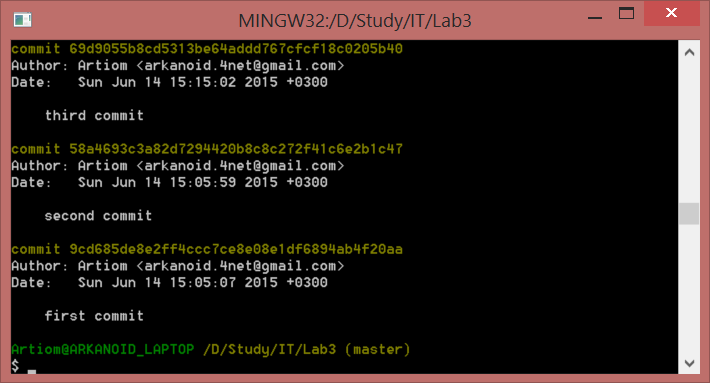 MINGW32:/D/Study/IT/Lab3
commit 69d9055b8cd5313be64addd767cfcf18c0205b40
Author: Artiom <arkanoid.4net@gmail.com>
Date:   Sun Jun 14 15:15:02 2015 +0300
    third commit
commit 58a4693c3a82d7294420b8c8c272f41c6e2b1c47
Author: Artiom <arkanoid.4net@gmail.com>
Date:   Sun Jun 14 15:05:59 2015 +0300
    second commit
commit 9cd685de8e2ff4ccc7ce8e08e1df6894ab4f20aa
Author: Artiom <arkanoid.4net@gmail.com>
Date:   Sun Jun 14 15:05:07 2015 +0300
    first commit
Artiom@ARKANOID_LAPTOP /D/Study/IT/Lab3 (master)
$